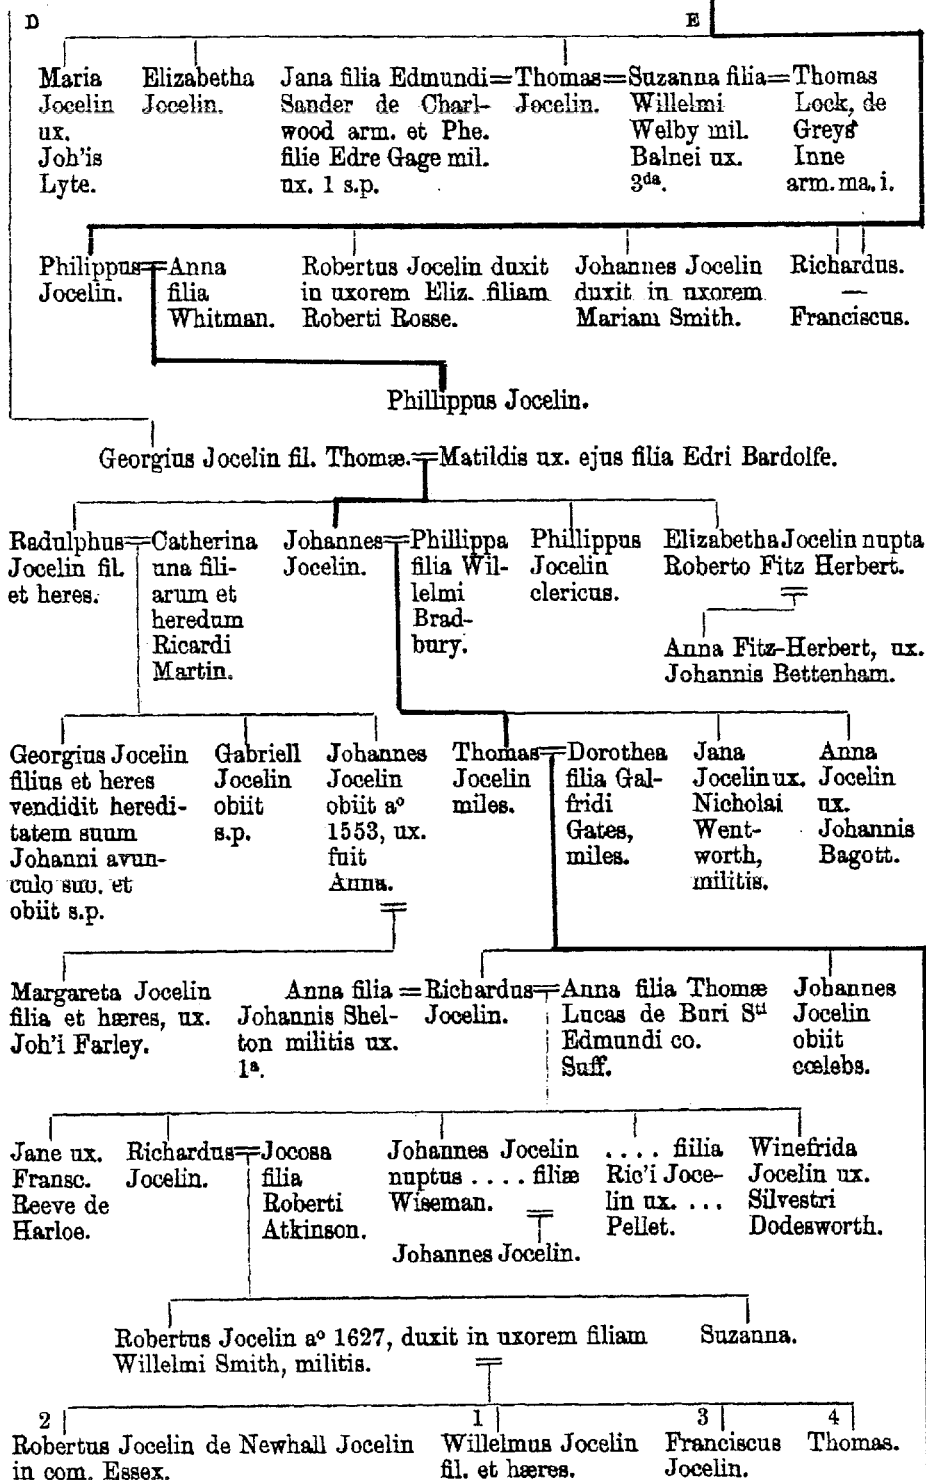 D
E
Maria
Jocelin
ux.
Joh'is
Lyte.
Elizabetha
Jocelin.
Jana filia Edmundi=Thomas=Suzanna filia=Thomas
Sander de Charl-
wood arm. et Phe.
filie Edre Gage mil.
ux. 1 s.p.
Jocelin.
Willelmi
Welby mil.
Balnei ux.
3da.
Lock, de
Greys
Inne
arm. ma. i.
Philippus=Anna
Jocelin.
filia
Whitman.
Robertus Jocelin duxit
in uxorem Eliz. filiam
Roberti Rosse.
Johannes Jocelin
duxit in uxorem
Mariam Smith.
Richardus.
—
Franciscus.
Phillippus Jocelin.
Georgius Jocelin fil. Thomæ.=Matildis ux. ejus filia Edri Bardolfe.
Radulphus=Catherina
Jocelin fil.
et heres.
una fili-
arum et
heredum
Ricardi
Martin.
Johannes=Phillippa
Jocelin.
filia Wil-
lelmi
Brad-
bury.
Phillippus
Jocelin
clericus.
Elizabetha Jocelin nupta
Roberto Fitz Herbert.
Anna Fitz-Herbert, ux.
Johannis Bettenham.
Georgius Jocelin
filius et heres
vendidit heredi-
tatem suum
Johanni avun-
culo suo. et
obiit s.p.
Gabriell
Jocelin
obiit
s.p.
Johannes
Jocelin
obiit ao
1553, ux.
fuit
Anna.
Thomas=Dorothea
Jocelin
miles.
filia Gal-
fridi
Gates,
miles.
Jana
Jocelin ux.
Nicholai
Went-
worth,
militis.
Anna
Jocelin
ux.
Johannis
Bagott.
Margareta Jocelin
filia et hæres, ux.
Joh'i Farley.
Anna filia=Richardus=Anna filia Thomæ
Johannis Shel-
ton militis ux.
1a.
Jocelin.
Lucas de Buri Sti
Edmundi co.
Suff.
Johannes
Jocelin
obiit
cœlebs.
Jane ux.
Fransc.
Reeve de
Harloe.
Richardus=Jocosa
Jocelin.
filia
Roberti
Atkinson.
Johannes Jocelin
nuptus .... filiæ
Wiseman.
Johannes Jocelin.
.... filia
Ric'i Joce-
lin ux. ...
Pellet.
Winefrida
Jocelin ux.
Silvestri
Dodesworth.
Robertus Jocelin ao 1627, duxit in uxorem filiam
Willelmi Smith, militis.
Suzanna.
2
Robertus Jocelin de Newhall Jocelin
in com. Essex.
1
Willelmus Jocelin
fil. et hæres.
3
Franciscus
Jocelin.
4
Thomas.